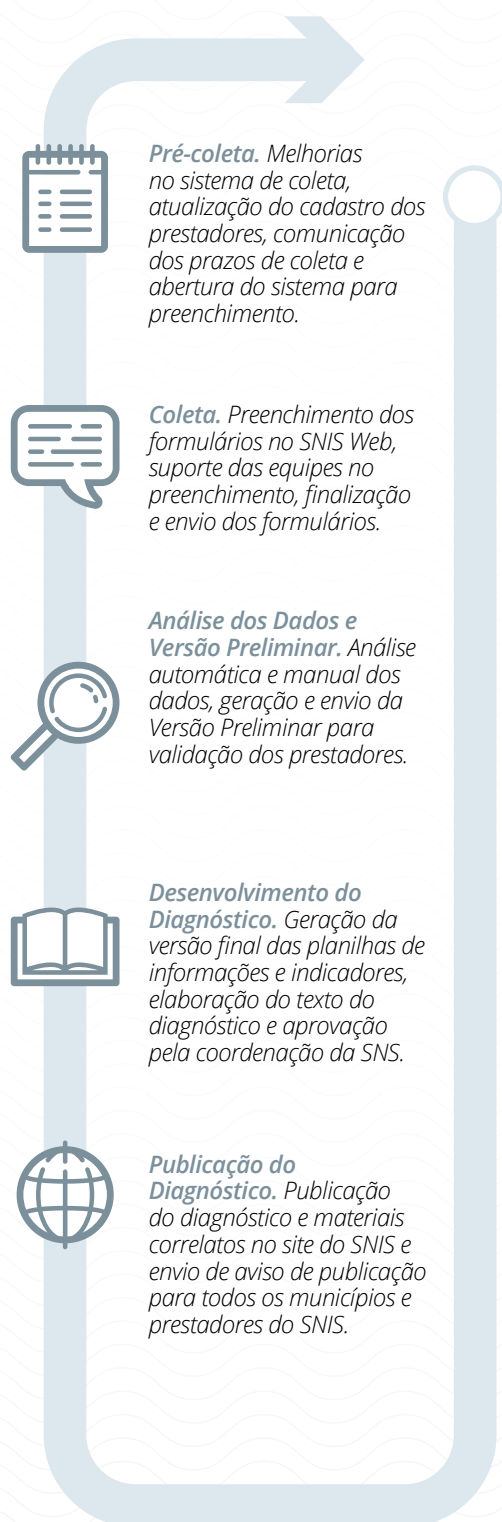 Pré-coleta. Melhorias
no sistema de coleta,
atualização do cadastro dos
prestadores, comunicação
dos prazos de coleta e
abertura do sistema para
preenchimento.
Coleta. Preenchimento dos
formulários no SNIS Web,
suporte das equipes no
preenchimento, finalização
e envio dos formulários.
Análise dos Dados e
Versão Preliminar. Análise
automática e manual dos
dados, geração e envio da
Versão Preliminar para
validação dos prestadores.
Desenvolvimento do
Diagnóstico. Geração da
versão final das planilhas de
informações e indicadores,
elaboração do texto do
diagnóstico e aprovação
pela coordenação da SNS.
Publicação do
Diagnóstico. Publicação
do diagnóstico e materiais
correlatos no site do SNIS e
envio de aviso de publicação
para todos os municípios e
prestadores do SNIS.